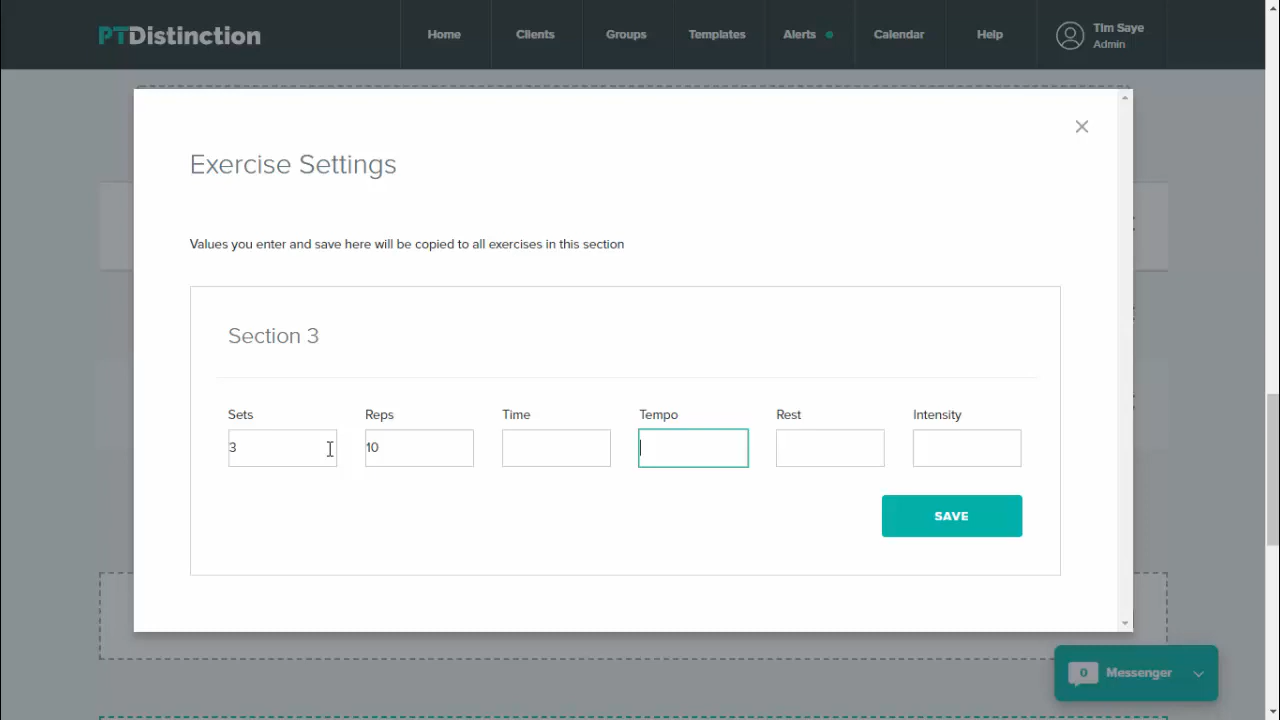 PTDistinction
Home
Clients
Groups
Templates
Alerts
Calendar
Help
Tim Saye
Admin
Exercise Settings
Values you enter and save here will be copied to all exercises in this section
Section 3
Sets Reps Time Tempo Rest Intensity
3 10
SAVE
0 Messenger